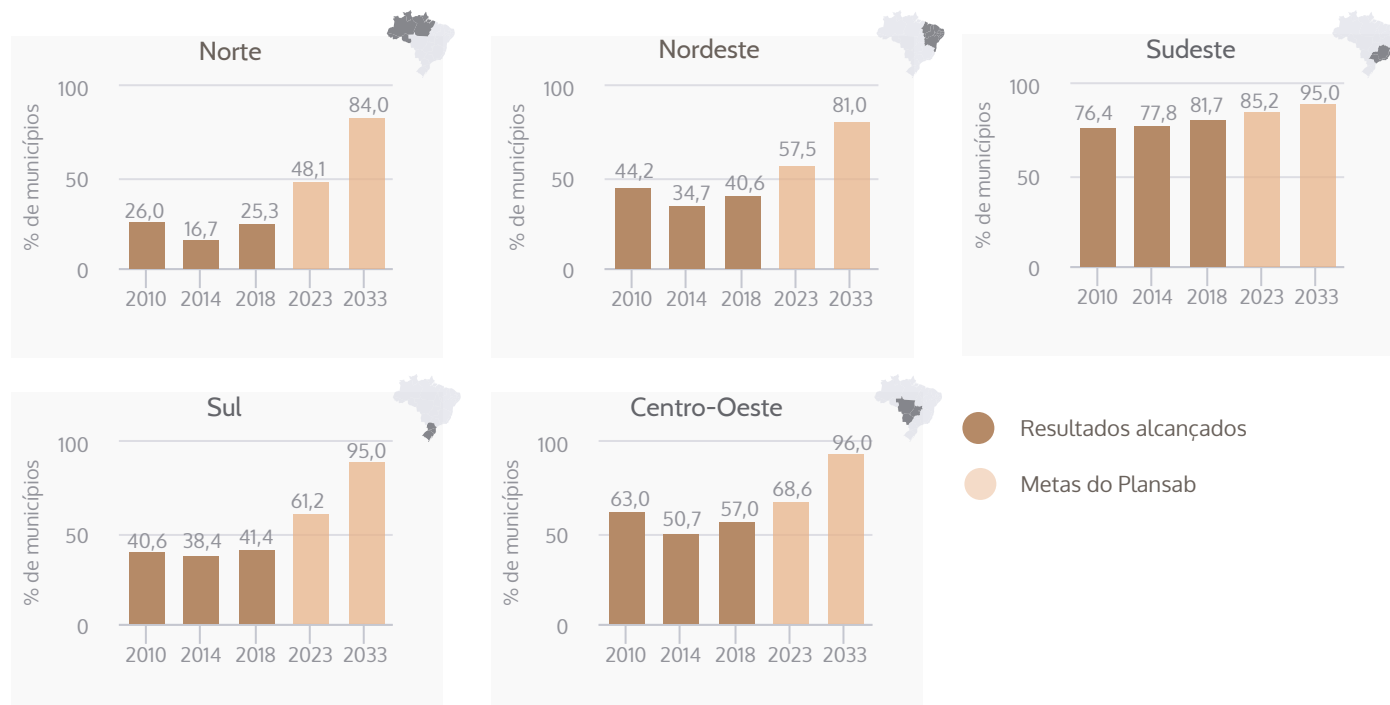 Norte
% de municípios
100
50
0
26,0
16,7
25,3
48,1
84,0
2010 2014 2018 2023 2033
Nordeste
% de municípios
100
50
0
44,2
34,7
40,6
57,5
81,0
2010 2014 2018 2023 2033
Sudeste
% de municípios
100
50
0
76,4
77,8
81,7
85,2
95,0
2010 2014 2018 2023 2033
Sul
% de municípios
100
50
0
40,6
38,4
41,4
61,2
95,0
2010 2014 2018 2023 2033
Centro-Oeste
% de municípios
100
50
0
63,0
50,7
57,0
68,6
96,0
2010 2014 2018 2023 2033
Resultados alcançados
Metas do Plansab